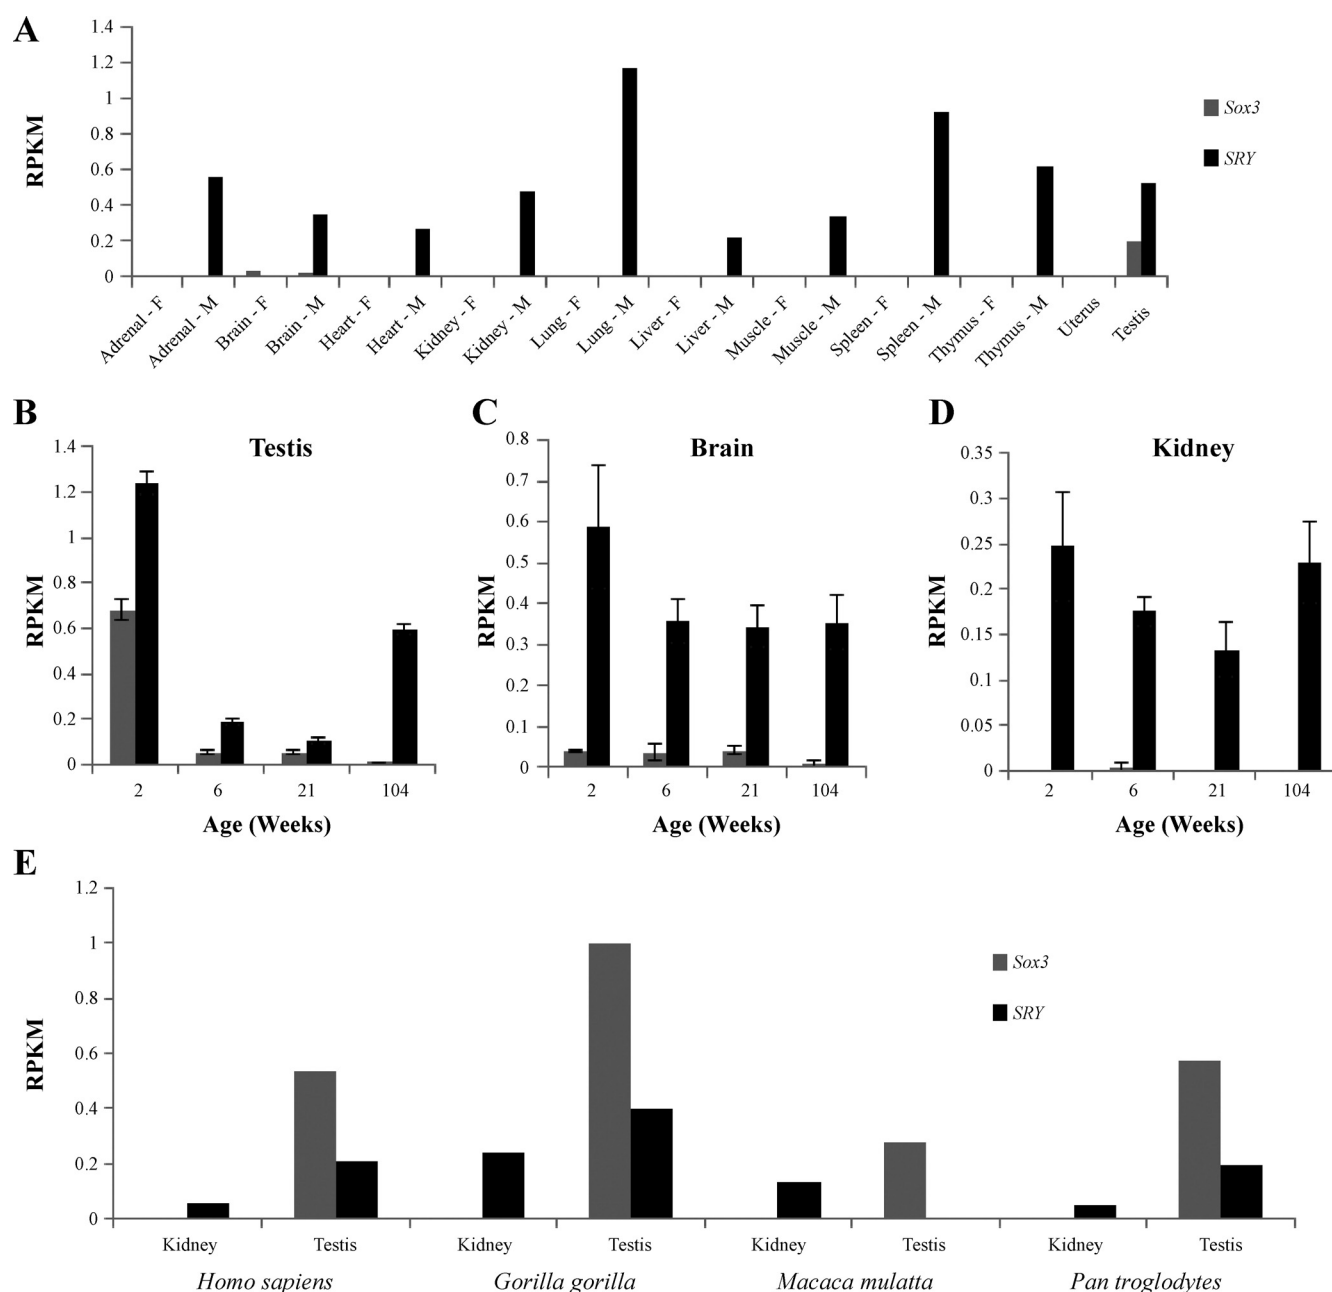 A
RPKM
1.4
1.2
1
0.8
0.6
0.4
0.2
0
Sox3
SRY
Adrenal - F
Adrenal - M
Brain - F
Brain - M
Heart - F
Heart - M
Kidney - F
Kidney - M
Lung - F
Lung - M
Liver - F
Liver - M
Muscle - F
Muscle - M
Spleen - F
Spleen - M
Thymus - F
Thymus - M
Uterus
Testis
B
Testis
RPKM
1.4
1.2
1
0.8
0.6
0.4
0.2
0
2 6 21 104
Age (Weeks)
C
Brain
RPKM
0.8
0.7
0.6
0.5
0.4
0.3
0.2
0.1
0
2 6 21 104
Age (Weeks)
D
Kidney
RPKM
0.35
0.3
0.25
0.2
0.15
0.1
0.05
0
2 6 21 104
Age (Weeks)
E
RPKM
1.2
1
0.8
0.6
0.4
0.2
0
Sox3
SRY
Kidney Testis Kidney Testis Kidney Testis Kidney Testis
Homo sapiens Gorilla gorilla Macaca mulatta Pan troglodytes